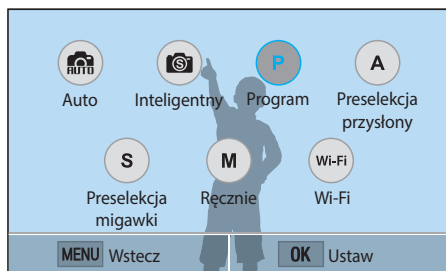 AUTO S P A
Auto Inteligentny Program Preselekcja
przysłony
S M Wi-Fi
Preselekcja Ręcznie Wi-Fi
migawki
MENU Wstecz OK Ustaw